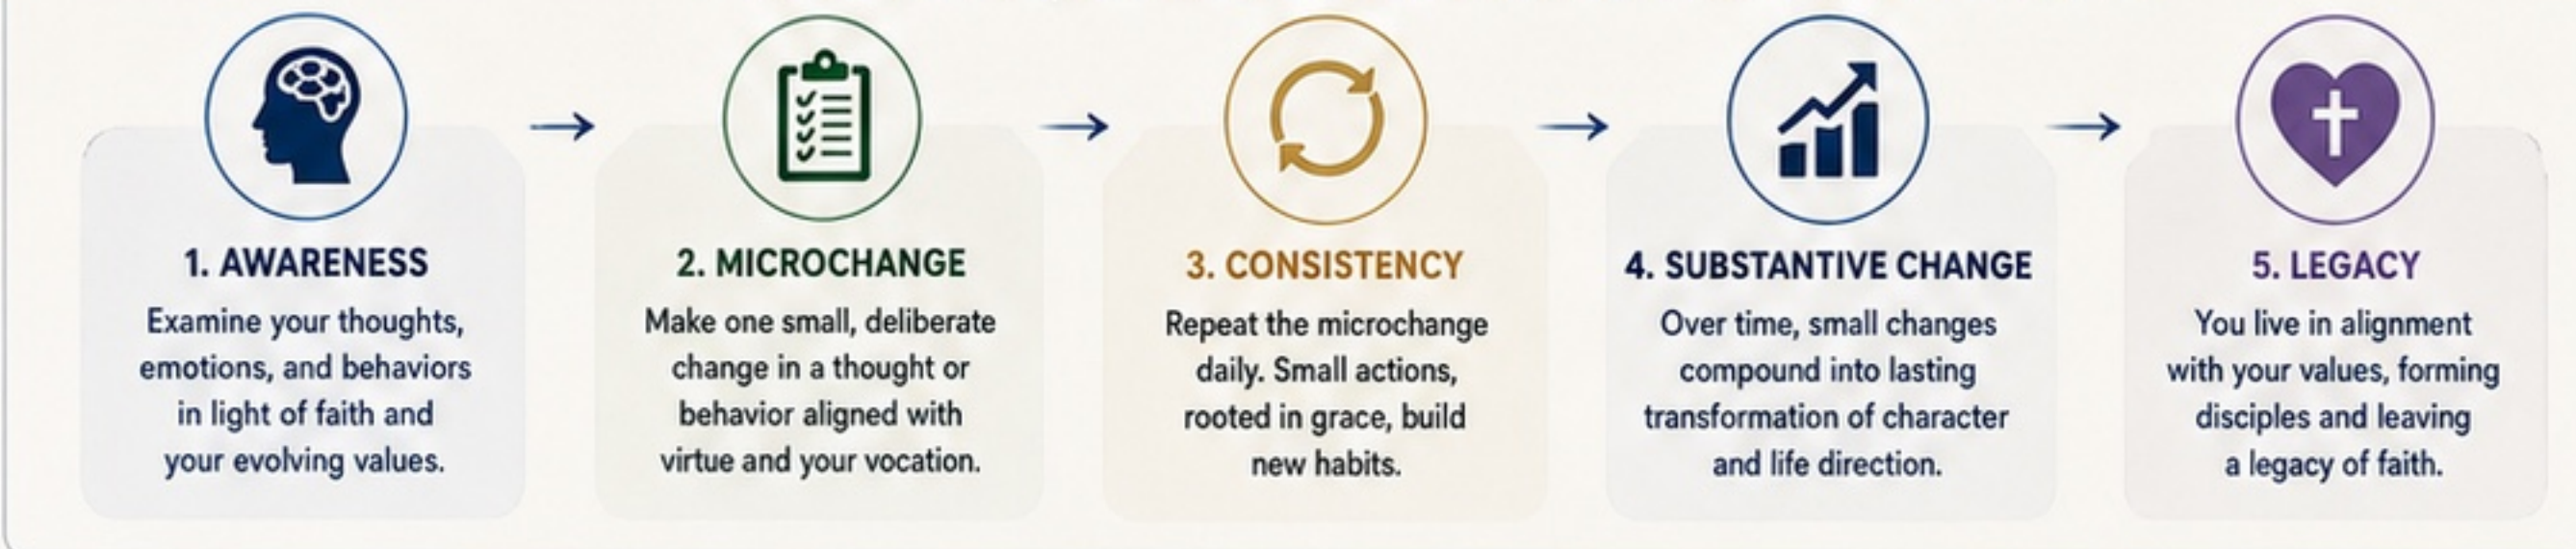 1. AWARENESS
Examine your thoughts,
emotions, and behaviors
in light of faith and
your evolving values.
2. MICROCHANGE
Make one small, deliberate
change in a thought or
behavior aligned with
virtue and your vocation.
3. CONSISTENCY
Repeat the microchange
daily. Small actions,
rooted in grace, build
new habits.
4. SUBSTANTIVE CHANGE
Over time, small changes
compound into lasting
transformation of character
and life direction.
5. LEGACY
You live in alignment
with your values, forming
disciples and leaving
a legacy of faith.